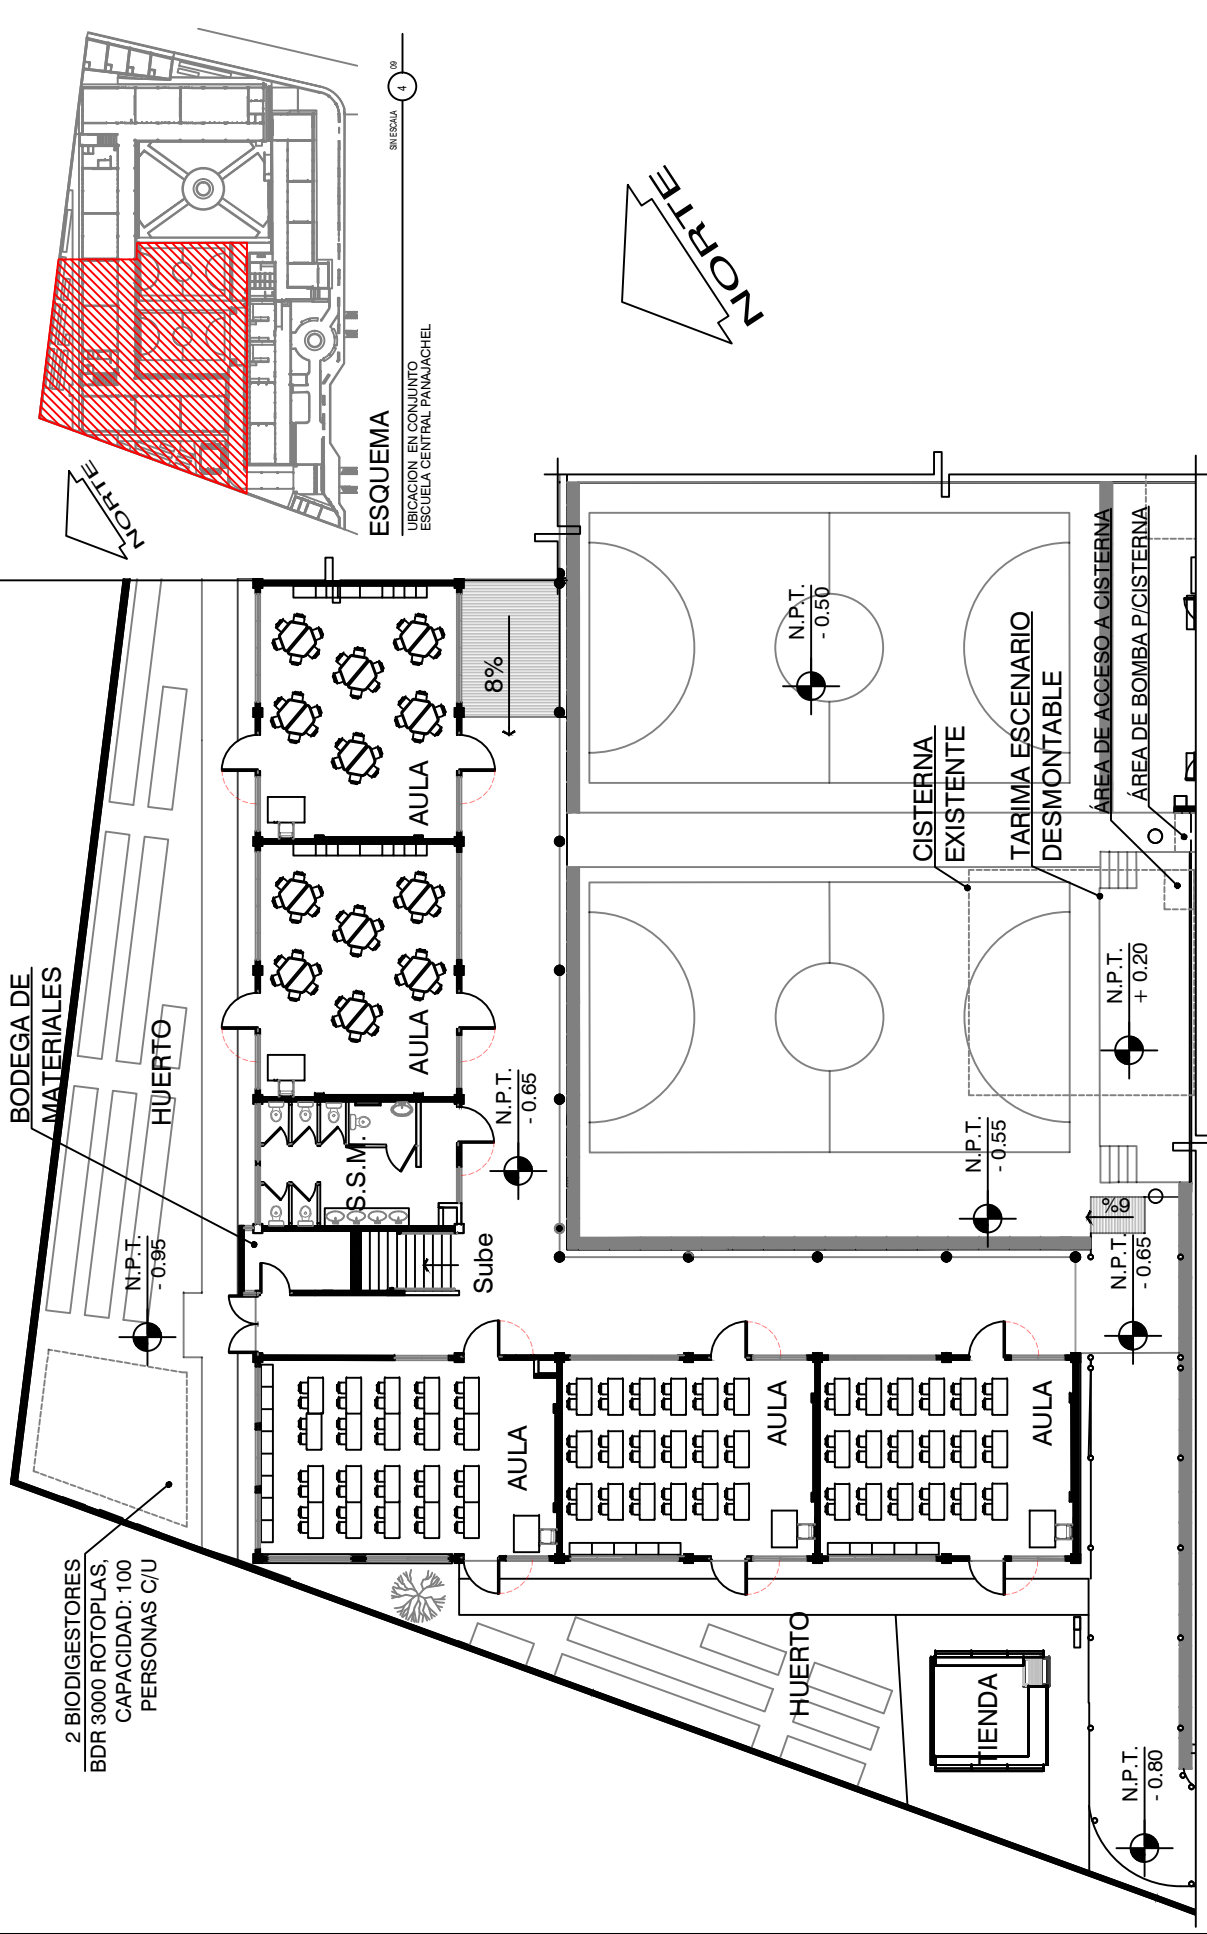 ESQUEMA
UBICACION EN CONJUNTO
ESCUELA CENTRAL PANAJACHEL
SIN ESCALA
4
09
NORTE
NORTE
BODEGA DE
MATERIALES
HUERTO
N.P.T.
- 0.95
2 BIODIGESTORES
BDR 3000 ROTOPLAS,
CAPACIDAD: 100
PERSONAS C/U
AULA
AULA
S.S.M.
Sube
8%
N.P.T.
- 0.65
N.P.T.
- 0.50
CISTERNA
EXISTENTE
TARIMA ESCENARIO
DESMONTABLE
ÁREA DE ACCESO A CISTERNA
ÁREA DE BOMBA P/CISTERNA
N.P.T.
+ 0.20
N.P.T.
- 0.55
6%
N.P.T.
- 0.65
AULA
AULA
AULA
HUERTO
TIENDA
N.P.T.
- 0.80